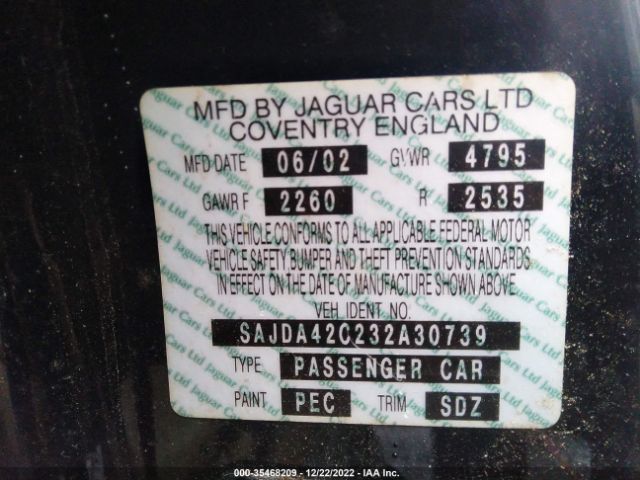 MFD BY JAGUAR CARS LTD
COVENTRY ENGLAND
MFD DATE 06/02 GVWR 4795
GAWR F 2260 R 2535
THIS VEHICLE CONFORMS TO ALL APPLICABLE FEDERAL MOTOR
VEHICLE SAFETY BUMPER AND THEFT PREVENTION STANDARDS
IN EFFECT ON THE DATE OF MANUFACTURE SHOWN ABOVE.
VEH. IDENT NO.
SAJDA42C232A30739
TYPE PASSENGER CAR
PAINT PEC TRIM SDZ
000-35468209 - 12/22/2022 - IAA Inc.